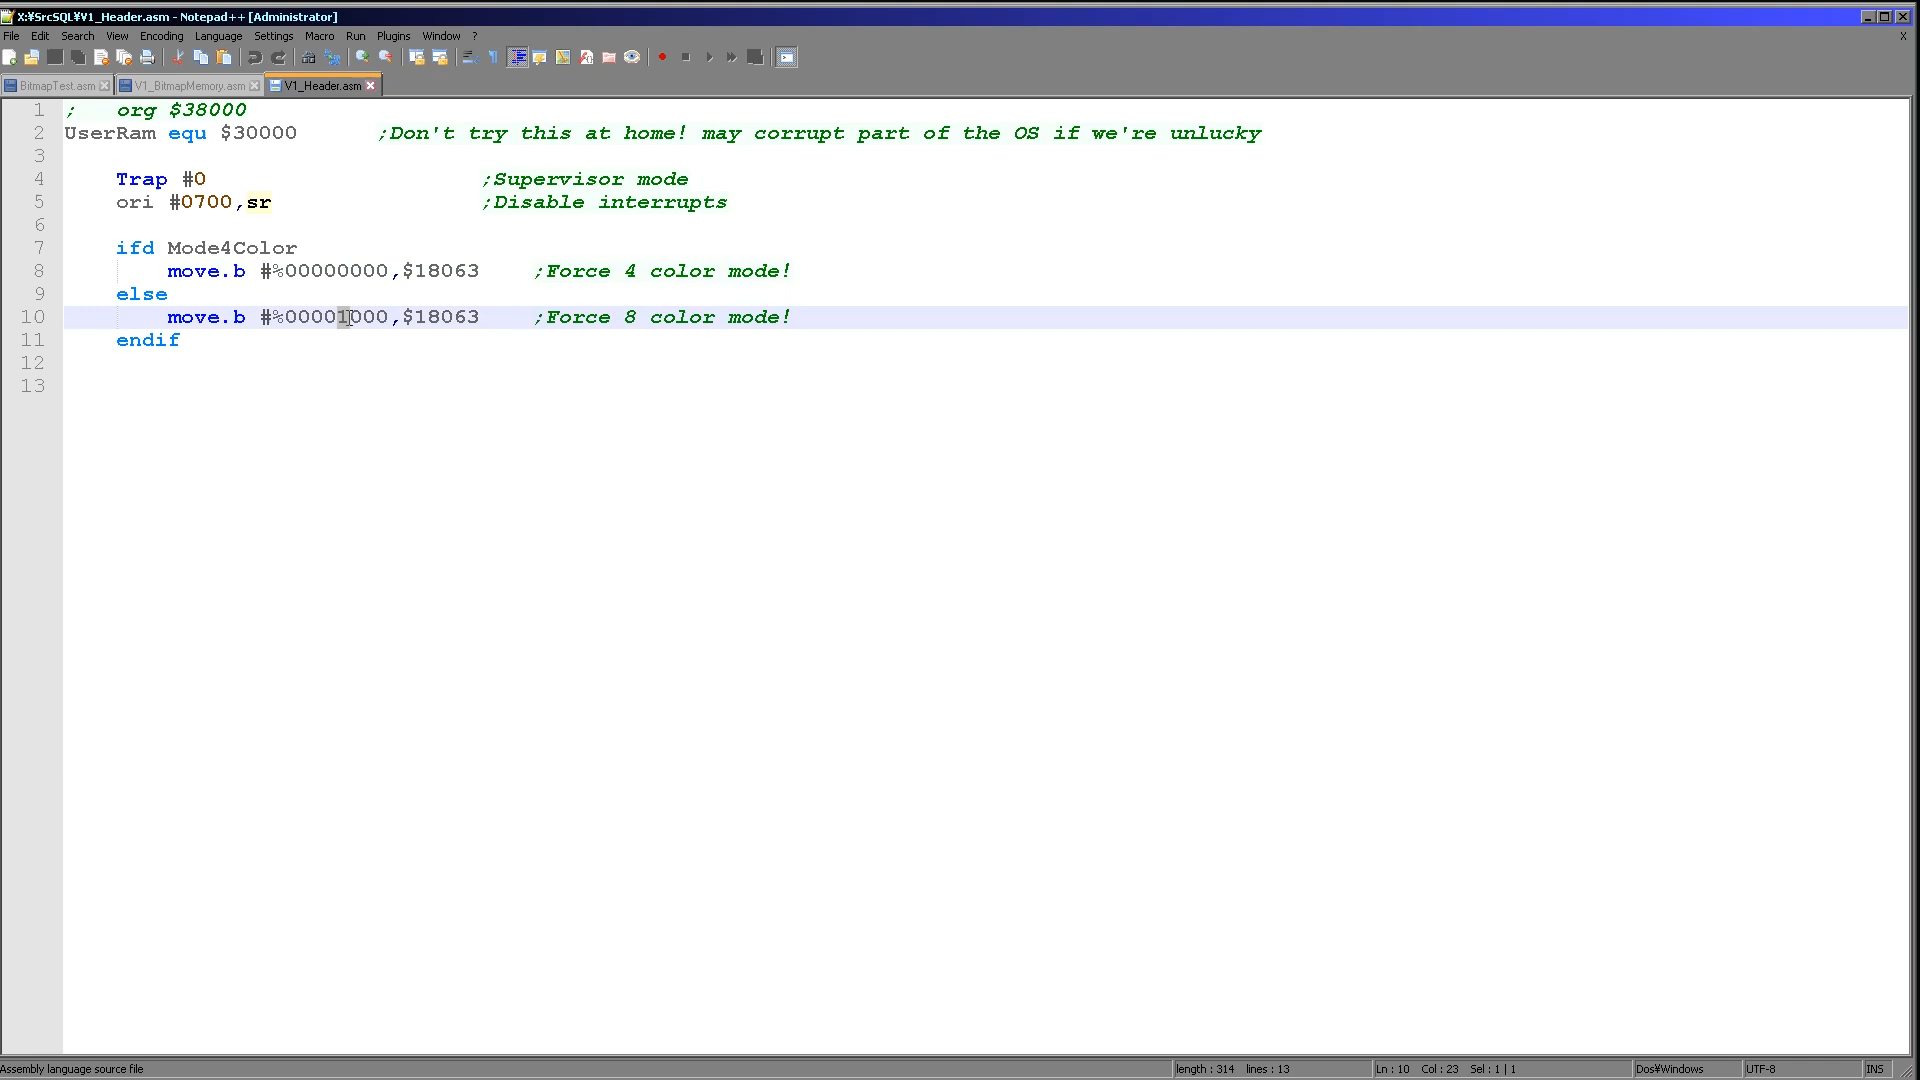 X:¥SrcSQL¥V1_Header.asm - Notepad++ [Administrator]
File Edit Search View Encoding Language Settings Macro Run Plugins Window ? X
BitmapTest.asm V1_BitmapMemory.asm V1_Header.asm
1 ; org $38000
2 UserRam equ $30000 ;Don't try this at home! may corrupt part of the OS if we're unlucky
3
4 Trap #0 ;Supervisor mode
5 ori #0700,sr ;Disable interrupts
6
7 ifd Mode4Color
8 move.b #%00000000,$18063 ;Force 4 color mode!
9 else
10 move.b #%00001000,$18063 ;Force 8 color mode!
11 endif
12
13
Assembly language source file length : 314 lines : 13 Ln : 10 Col : 23 Sel : 1 | 1 Dos¥Windows UTF-8 INS